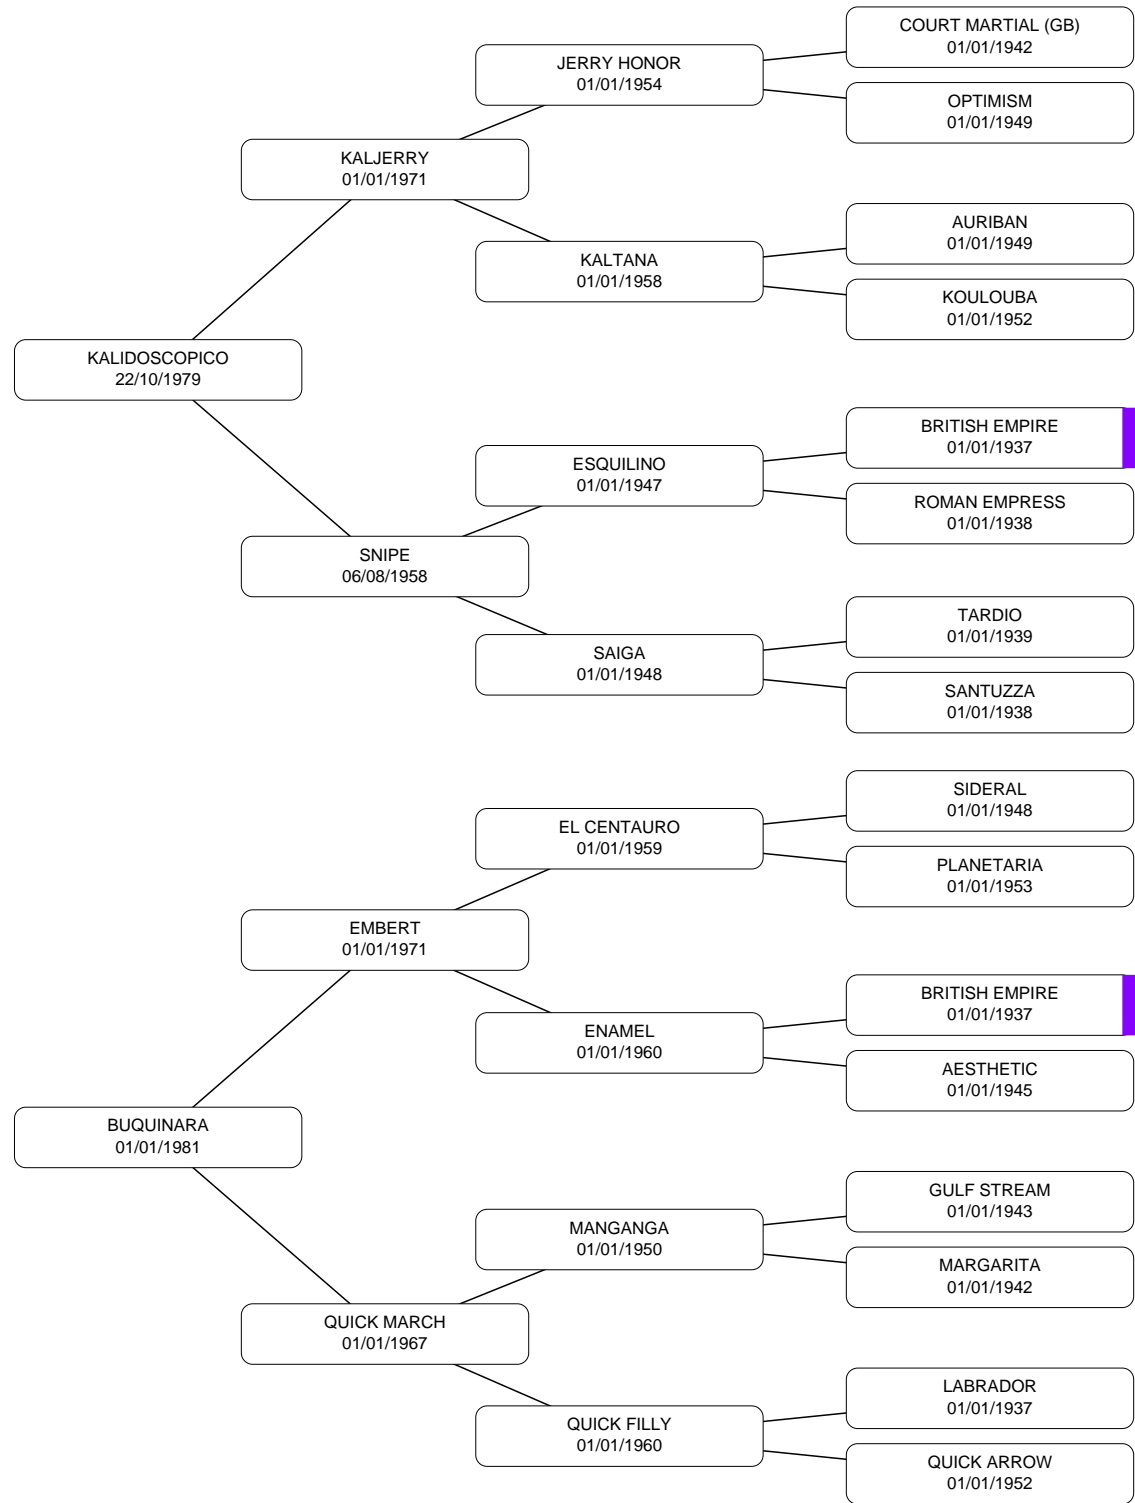 COURT MARTIAL (GB)
01/01/1942
JERRY HONOR
01/01/1954
OPTIMISM
01/01/1949
KALJERRY
01/01/1971
AURIBAN
01/01/1949
KALTANA
01/01/1958
KOULOUBA
01/01/1952
KALIDOSCOPICO
22/10/1979
BRITISH EMPIRE
01/01/1937
ESQUILINO
01/01/1947
ROMAN EMPRESS
01/01/1938
SNIPE
06/08/1958
TARDIO
01/01/1939
SAIGA
01/01/1948
SANTUZZA
01/01/1938
SIDERAL
01/01/1948
EL CENTAURO
01/01/1959
PLANETARIA
01/01/1953
EMBERT
01/01/1971
BRITISH EMPIRE
01/01/1937
ENAMEL
01/01/1960
AESTHETIC
01/01/1945
BUQUINARA
01/01/1981
GULF STREAM
01/01/1943
MANGANGA
01/01/1950
MARGARITA
01/01/1942
QUICK MARCH
01/01/1967
LABRADOR
01/01/1937
QUICK FILLY
01/01/1960
QUICK ARROW
01/01/1952